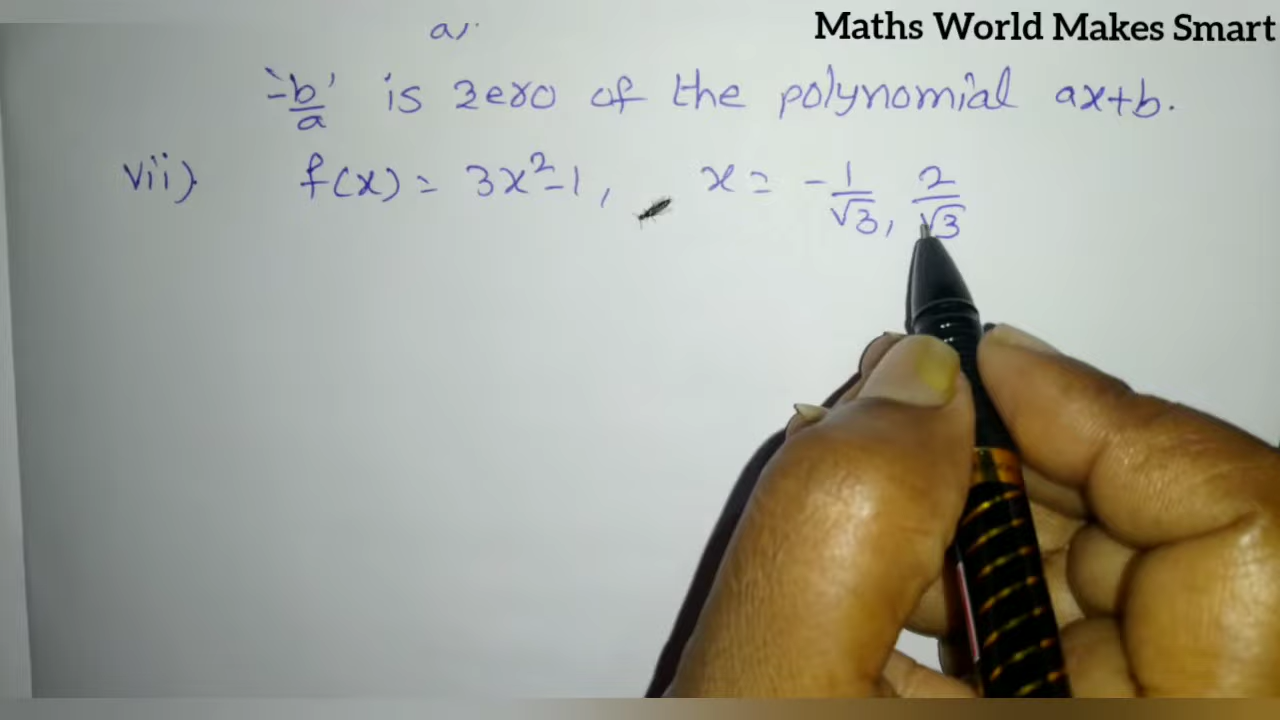 Maths World Makes Smart
'-b/a' is zero of the polynomial ax+b.
vii) f(x) = 3x²-1, x = -1/√3, 2/√3